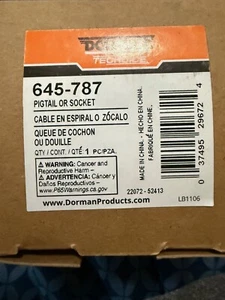 DORMAN
TECHOICE
645-787
PIGTAIL OR SOCKET
CABLE EN ESPIRAL O ZÓCALO
QUEUE DE COCHON
OU DOUILLE
QTY / CONT. / QTÉ: 1 PC/PZA.
WARNING: Cancer and
Reproductive Harm –
ADVERTENCIA: Cáncer y
Daños Reproductivos -
www.P65Warnings.ca.gov
22072 - 52413
www.DormanProducts.com
LB1106
MADE IN CHINA. - HECHO EN CHINA.
FABRIQUÉ EN CHINE.
0 37495 29672 4